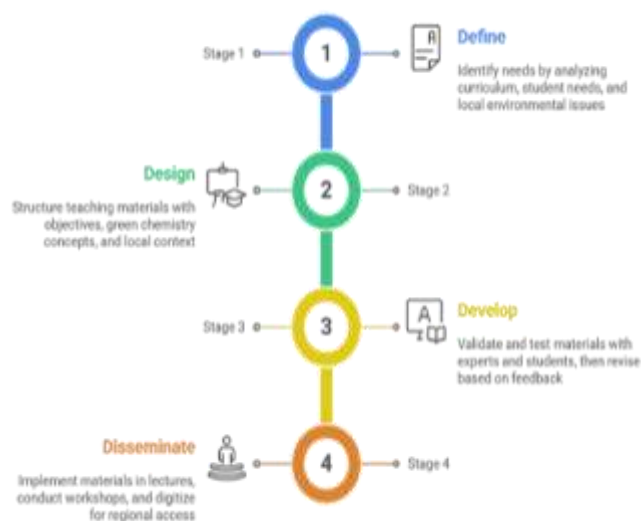 Stage 1
1
Define
Identify needs by analyzing
curriculum, student needs, and
local environmental issues
Design
Structure teaching materials with
objectives, green chemistry
concepts, and local context
2
Stage 2
Stage 3
3
A
Develop
Validate and test materials with
experts and students, then revise
based on feedback
Disseminate
Implement materials in lectures,
conduct workshops, and digitize
for regional access
4
Stage 4